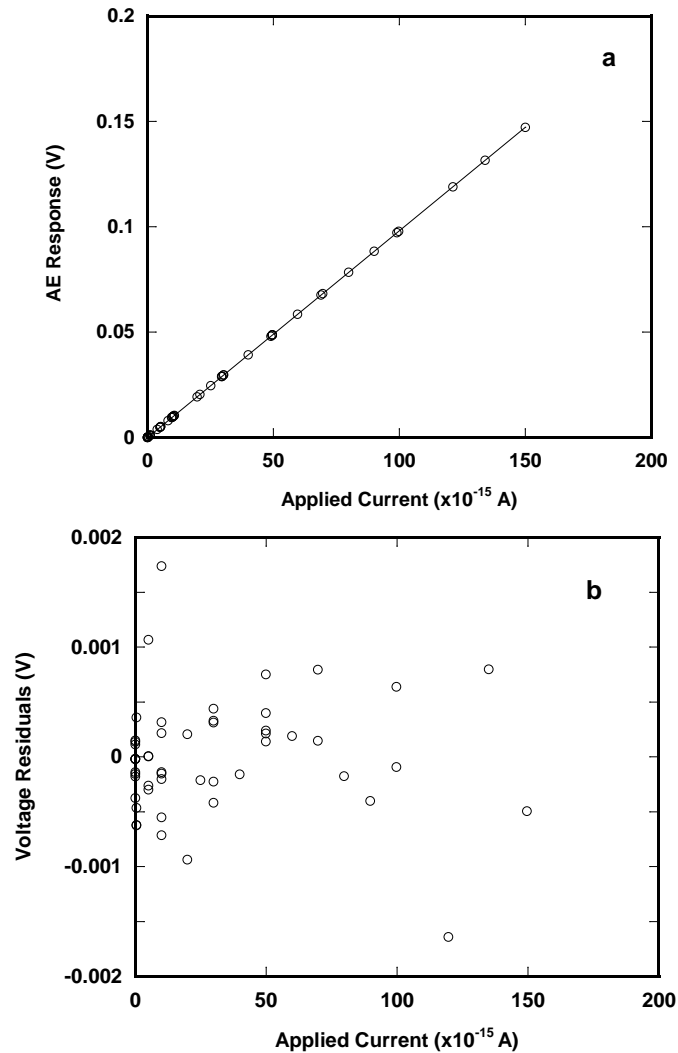 0.2
a
0.15
0.1
0.05
0
AE Response (V)
0 50 100 150 200
Applied Current (x10⁻¹⁵ A)
0.002
b
0.001
0
-0.001
-0.002
Voltage Residuals (V)
0 50 100 150 200
Applied Current (x10⁻¹⁵ A)